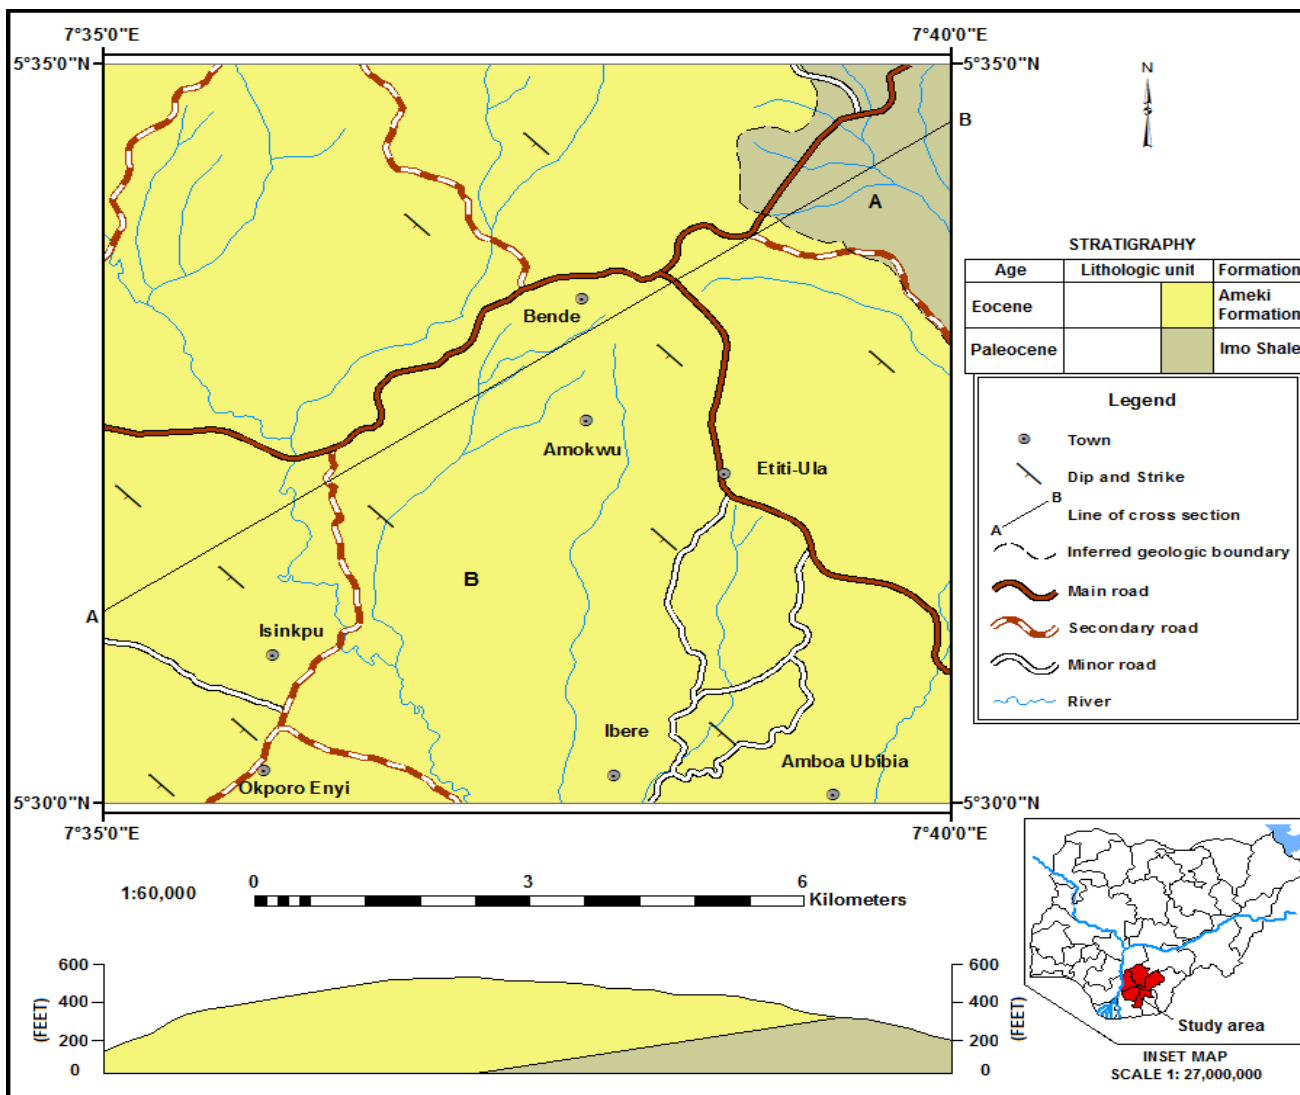 7°35'0"E
7°40'0"E
5°35'0"N
5°35'0"N
N
B
A
STRATIGRAPHY
Age Lithologic unit Formation
Eocene Ameki Formation
Paleocene Imo Shale
Bende
Amokwu
Etiti-Ula
B
A
Isinkpu
Ibere
Amboa Ubibia
Okporo Enyi
Legend
Town
Dip and Strike
B
A
Line of cross section
Inferred geologic boundary
Main road
Secondary road
Minor road
River
5°30'0"N
5°30'0"N
7°35'0"E
7°40'0"E
1:60,000
0 3 6
Kilometers
600
400
200
0
(FEET)
600
400
200
0
(FEET)
Study area
INSET MAP
SCALE 1: 27,000,000